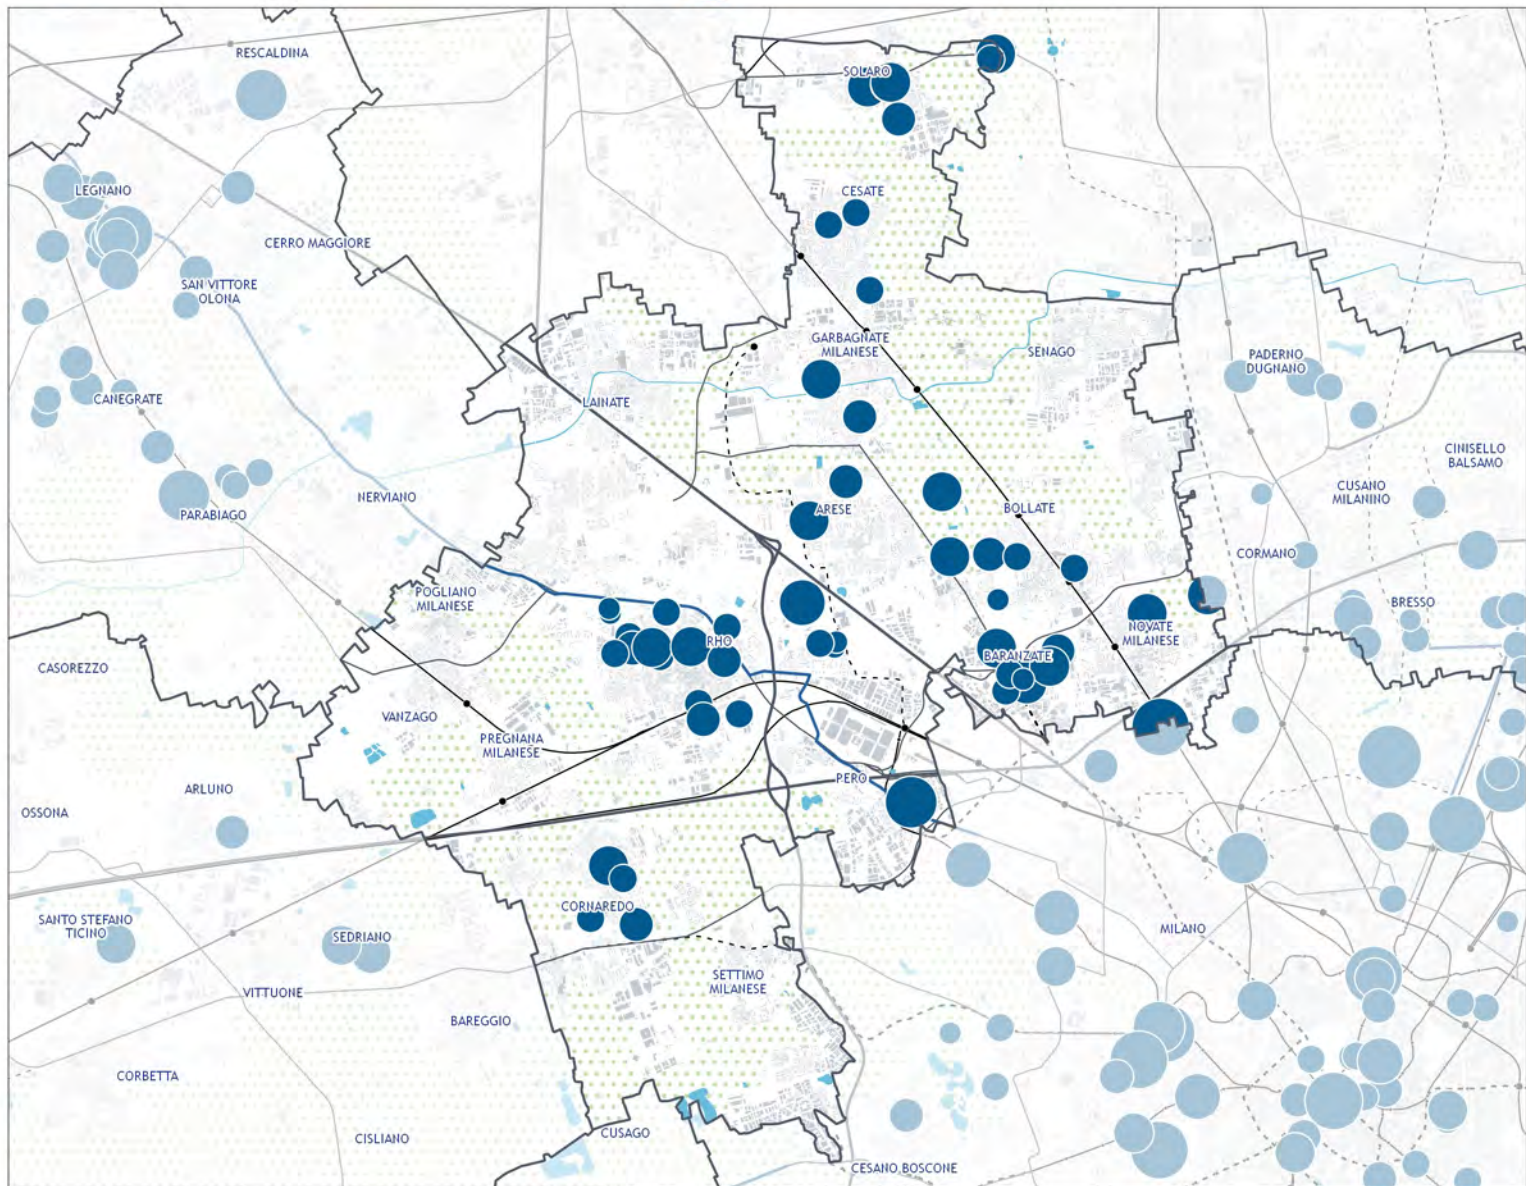 RESCALDINA
SOLARO
LEGNANO
CESATE
CERRO MAGGIORE
SAN VITTORE
OLONA
GARBAGNATE
MILANESE
SENAGO
PADERNO
DUGNANO
CANEGRATE
LAINATE
CINISELLO
BALSAMO
CUSANO
MILANINO
NERVIANO
PARABIAGO
ARESE
BOLLATE
CORMANO
POGLIANO
MILANESE
BRESSO
NOVATE
MILANESE
RHO
BARANZATE
CASOREZZO
VANZAGO
PREGNANA
MILANESE
PERO
ARLUNO
OSSONA
CORNAREDO
SANTO STEFANO
TICINO
SEDRIANO
MILANO
SETTIMO
MILANESE
VITTUONE
BAREGGIO
CORBETTA
CUSAGO
CISLIANO
CESANO BOSCONE